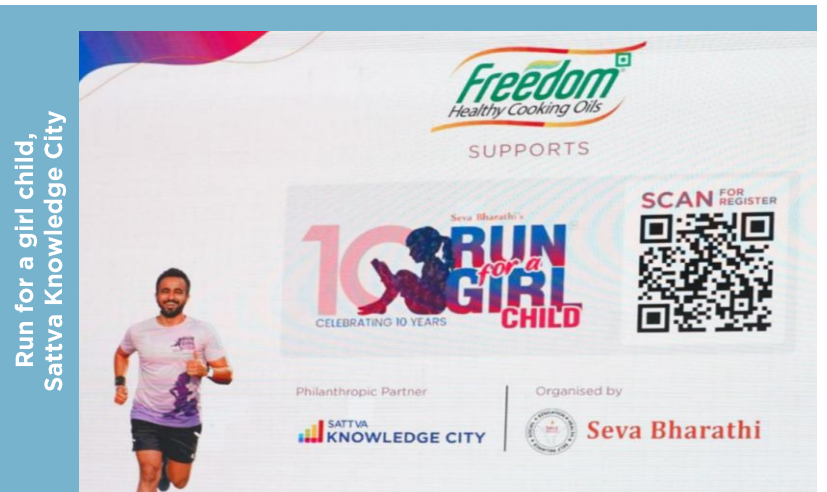 Run for a girl child,
Sattva Knowledge City
Freedom
Healthy Cooking Oils
SUPPORTS
SCAN FOR REGISTER
Seva Bharathi's
10
RUN
for a
GIRL
CHILD
CELEBRATING 10 YEARS
Philanthropic Partner
SATTVA
KNOWLEDGE CITY
Organised by
Seva Bharathi